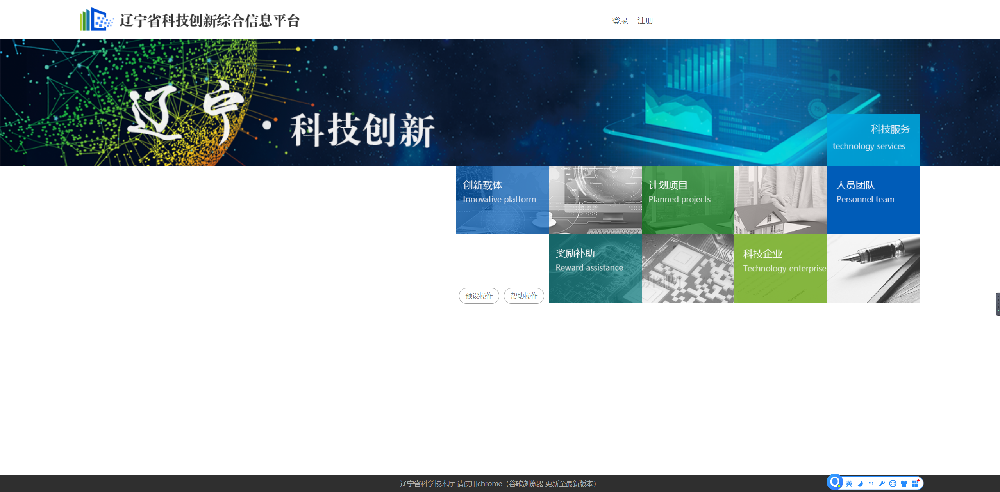 辽宁省科技创新综合信息平台
登录 注册
辽宁·科技创新
科技服务
technology services
创新载体
Innovative platform
计划项目
Planned projects
人员团队
Personnel team
奖励补助
Reward assistance
科技企业
Technology enterprise
预设操作 帮助操作
辽宁省科学技术厅 请使用chrome（谷歌浏览器 更新至最新版本）
英